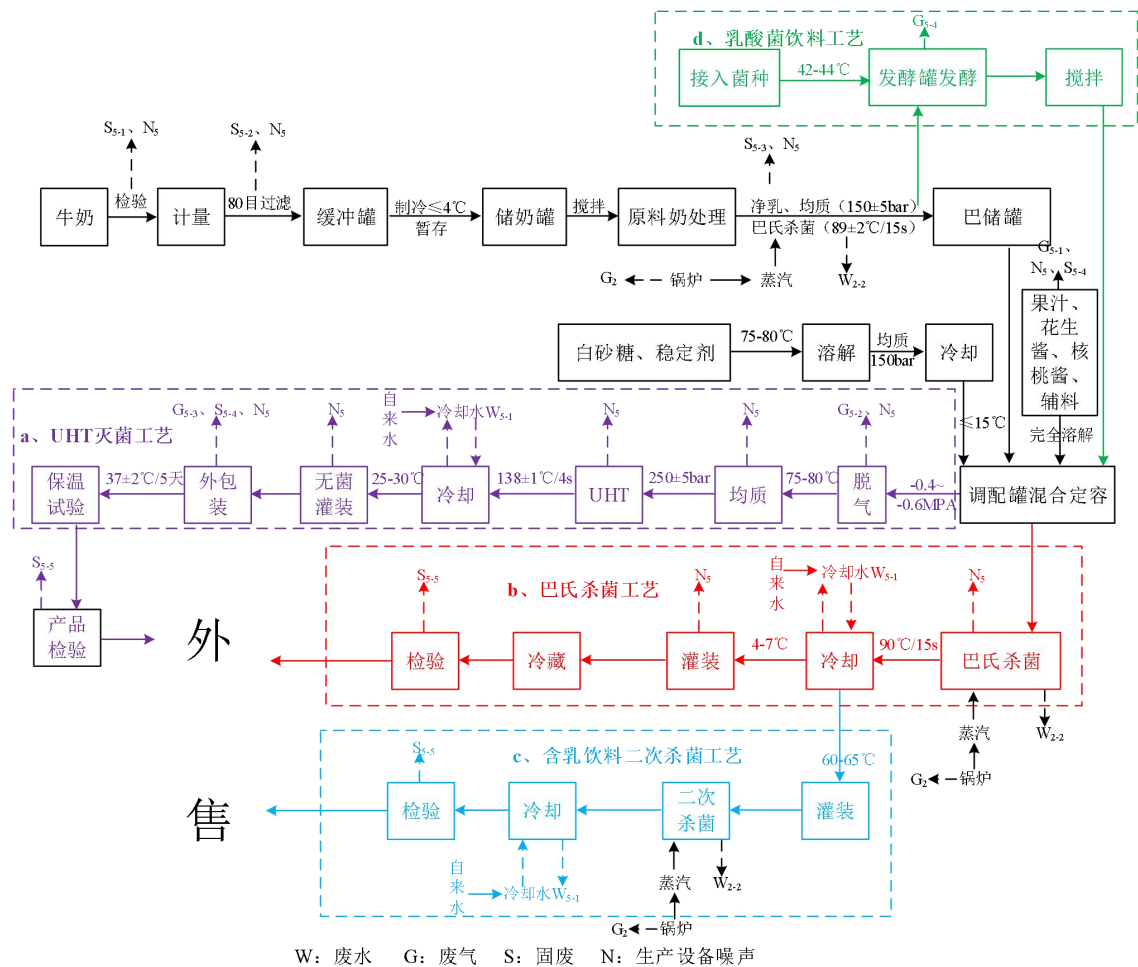 d、乳酸菌饮料工艺
G5-4
接入菌种
42-44℃
发酵罐发酵
搅拌
S5-1、N5
S5-2、N5
S5-3、N5
牛奶
检验
计量
80目过滤
缓冲罐
制冷≤4℃
暂存
储奶罐
搅拌
原料奶处理
净乳、均质（150±5bar）
巴氏杀菌（89±2℃/15s）
巴储罐
G2
锅炉
蒸汽
W2-2
G5-1、
N5、S5-4
果汁、
花生
酱、核
桃酱、
辅料
完全溶解
白砂糖、稳定剂
75-80℃
溶解
均质
150bar
冷却
≤15℃
调配罐混合定容
a、UHT灭菌工艺
G5-3、S5-4、N5
N5
自来水
冷却水W5-1
N5
N5
G5-2、N5
保温
试验
37±2℃/5天
外包
装
无菌
灌装
25-30℃
冷却
138±1℃/4s
UHT
250±5bar
均质
75-80℃
脱
气
-0.4~
-0.6MPA
S5-5
产品
检验
外
售
b、巴氏杀菌工艺
S5-5
N5
自来水
冷却水W5-1
N5
检验
冷藏
灌装
4-7℃
冷却
90℃/15s
巴氏杀菌
蒸汽
W2-2
G2
锅炉
c、含乳饮料二次杀菌工艺
S5-5
60-65℃
检验
冷却
二次
杀菌
灌装
自来水
冷却水W5-1
蒸汽
W2-2
G2
锅炉
W：废水 G：废气 S：固废 N：生产设备噪声